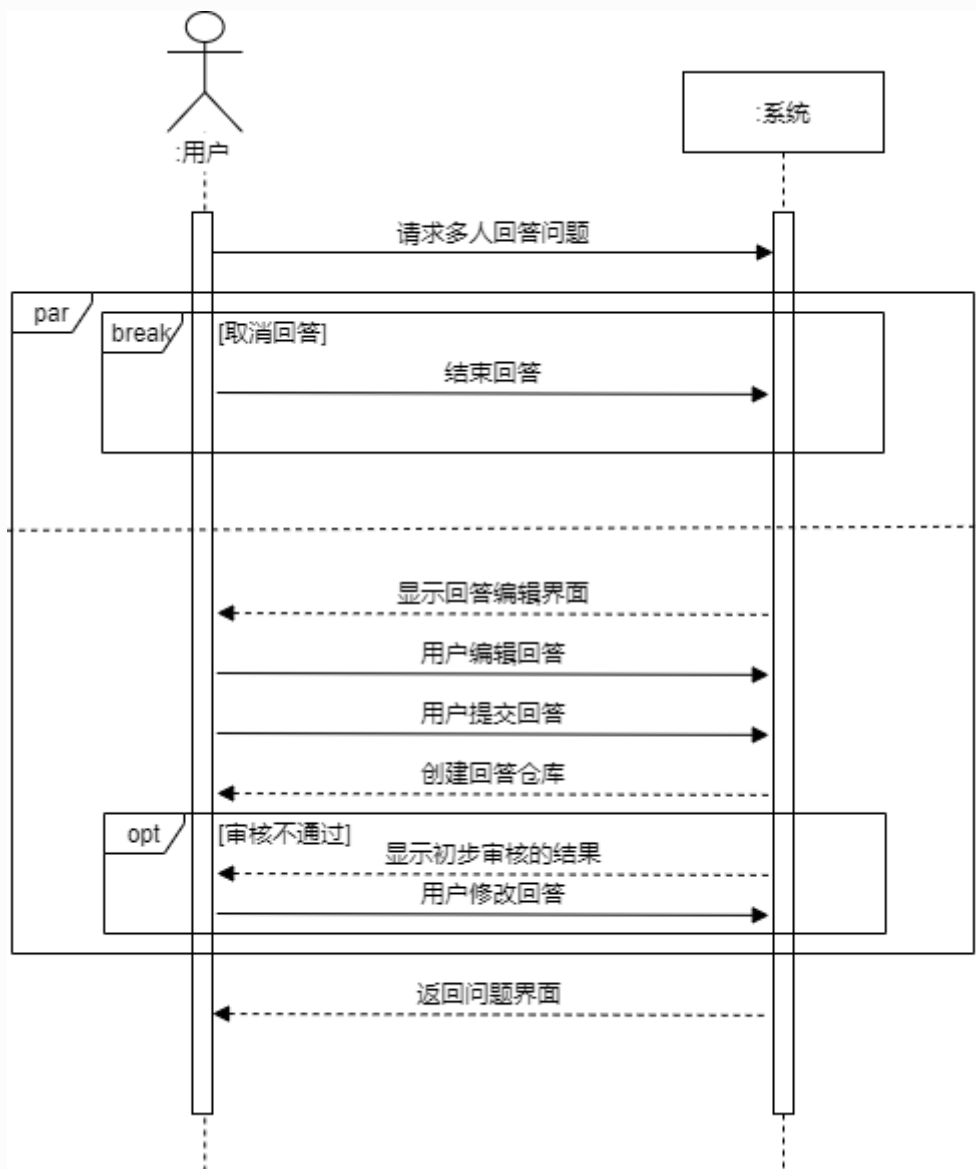 :用户
:系统
请求多人回答问题
par
break
[取消回答]
结束回答
显示回答编辑界面
用户编辑回答
用户提交回答
创建回答仓库
opt
[审核不通过]
显示初步审核的结果
用户修改回答
返回问题界面